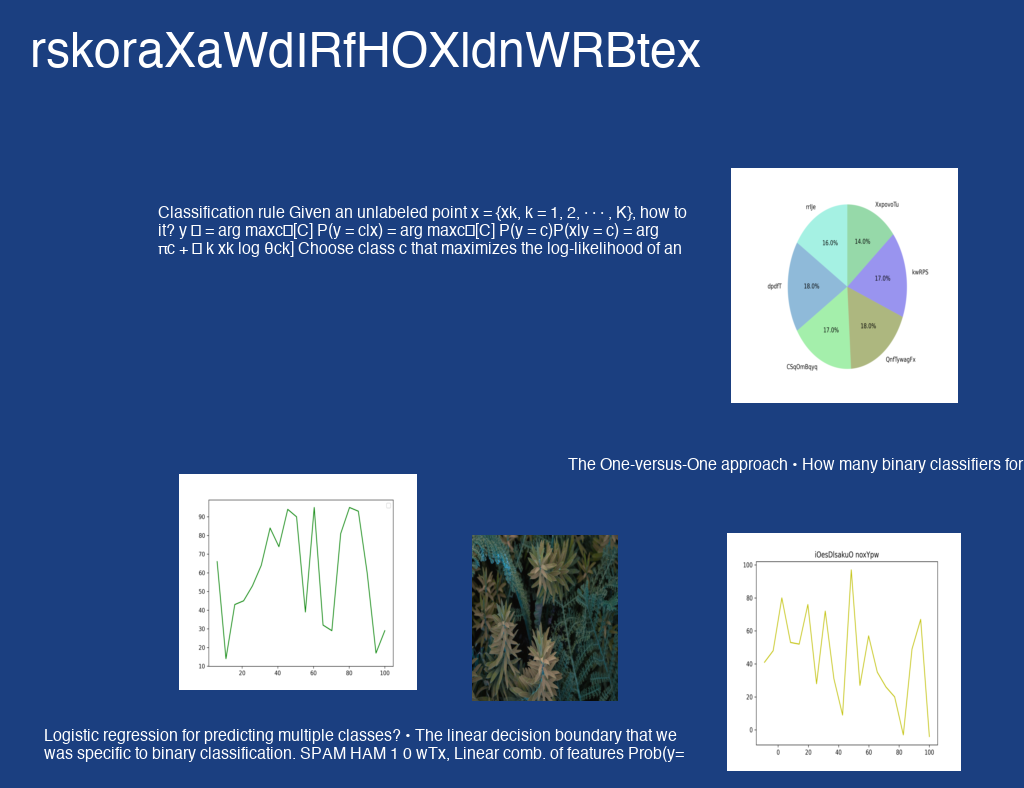 rskoraXaWdIRfHOXldnWRBtex
Classification rule Given an unlabeled point x = {xk, k = 1, 2, · · · , K}, how to
it? y □ = arg maxc□[C] P(y = c|x) = arg maxc□[C] P(y = c)P(x|y = c) = arg
πc + □ k xk log θck] Choose class c that maximizes the log-likelihood of an
rrlje
XxpovoTu
16.0%
14.0%
kwRPS
17.0%
dpdfT
18.0%
18.0%
17.0%
QnfTywagFv
CSqOmBqyq
The One-versus-One approach • How many binary classifiers for
90
80
70
60
50
40
30
20
10
20 40 60 80 100
iOesDlsakuO noxYpw
100
80
60
40
20
0
0 20 40 60 80 100
Logistic regression for predicting multiple classes? • The linear decision boundary that we
was specific to binary classification. SPAM HAM 1 0 wTx, Linear comb. of features Prob(y=